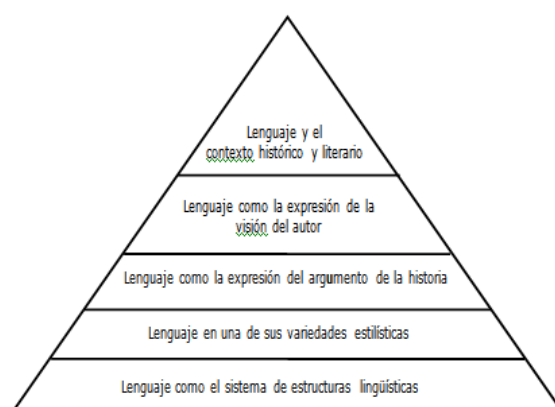 Lenguaje y el
contexto histórico y literario
Lenguaje como la expresión de la
visión del autor
Lenguaje como la expresión del argumento de la historia
Lenguaje en una de sus variedades estilísticas
Lenguaje como el sistema de estructuras lingüísticas